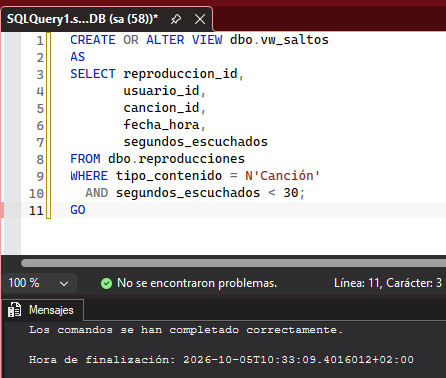 SQLQuery1.s...DB (sa (58))*
1 CREATE OR ALTER VIEW dbo.vw_saltos
2 AS
3 SELECT reproduccion_id,
4 usuario_id,
5 cancion_id,
6 fecha_hora,
7 segundos_escuchados
8 FROM dbo.reproducciones
9 WHERE tipo_contenido = N'Canción'
10 AND segundos_escuchados < 30;
11 GO
100 % No se encontraron problemas. Línea: 11, Carácter: 3
Mensajes
Los comandos se han completado correctamente.
Hora de finalización: 2026-10-05T10:33:09.4016012+02:00